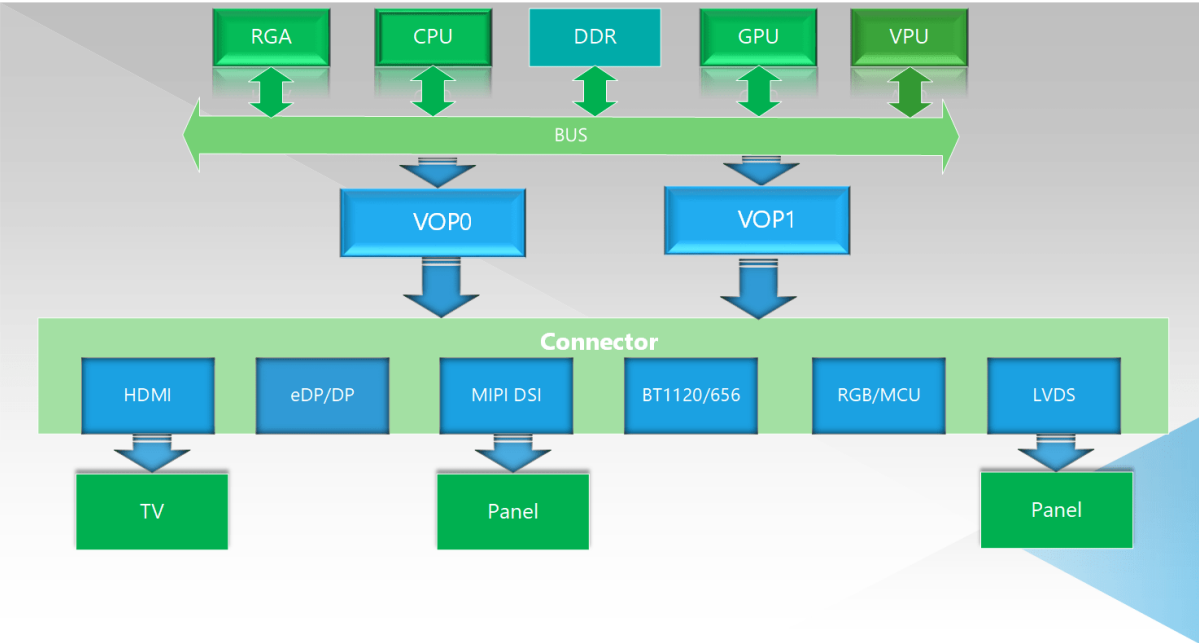 RGA
CPU
DDR
GPU
VPU
BUS
VOP0
VOP1
Connector
HDMI
eDP/DP
MIPI DSI
BT1120/656
RGB/MCU
LVDS
TV
Panel
Panel